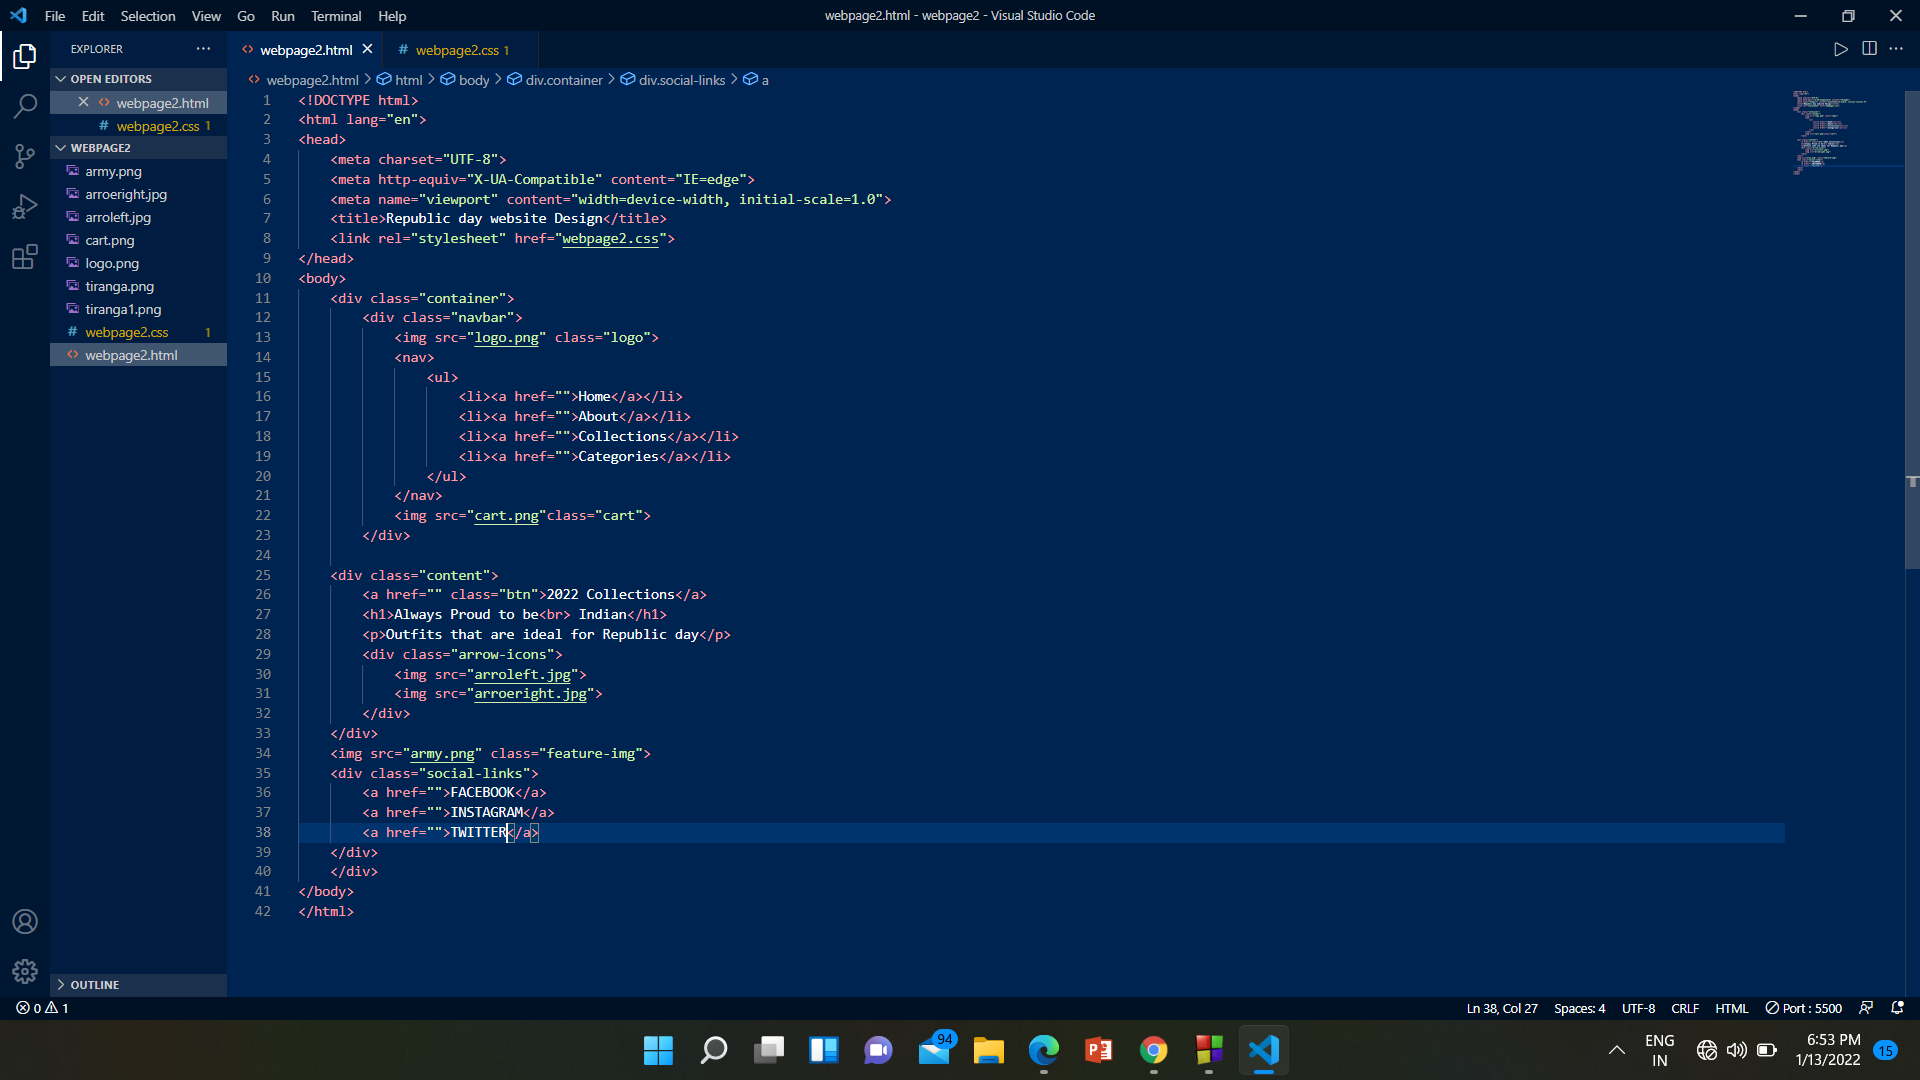 File Edit Selection View Go Run Terminal Help
webpage2.html - webpage2 - Visual Studio Code
EXPLORER
OPEN EDITORS
webpage2.html
webpage2.css 1
WEBPAGE2
army.png
arroeright.jpg
arroleft.jpg
cart.png
logo.png
tiranga.png
tiranga1.png
webpage2.css 1
webpage2.html
OUTLINE
webpage2.html
webpage2.css 1
webpage2.html > html > body > div.container > div.social-links > a
1 <!DOCTYPE html>
2 <html lang="en">
3 <head>
4     <meta charset="UTF-8">
5     <meta http-equiv="X-UA-Compatible" content="IE=edge">
6     <meta name="viewport" content="width=device-width, initial-scale=1.0">
7     <title>Republic day website Design</title>
8     <link rel="stylesheet" href="webpage2.css">
9 </head>
10 <body>
11     <div class="container">
12         <div class="navbar">
13             <img src="logo.png" class="logo">
14             <nav>
15                 <ul>
16                     <li><a href="">Home</a></li>
17                     <li><a href="">About</a></li>
18                     <li><a href="">Collections</a></li>
19                     <li><a href="">Categories</a></li>
20                 </ul>
21             </nav>
22             <img src="cart.png"class="cart">
23         </div>
24
25     <div class="content">
26         <a href="" class="btn">2022 Collections</a>
27         <h1>Always Proud to be<br> Indian</h1>
28         <p>Outfits that are ideal for Republic day</p>
29         <div class="arrow-icons">
30             <img src="arroleft.jpg">
31             <img src="arroeright.jpg">
32         </div>
33     </div>
34     <img src="army.png" class="feature-img">
35     <div class="social-links">
36         <a href="">FACEBOOK</a>
37         <a href="">INSTAGRAM</a>
38         <a href="">TWITTER</a>
39     </div>
40     </div>
41 </body>
42 </html>
0 1
Ln 38, Col 27 Spaces: 4 UTF-8 CRLF HTML Port : 5500
94
ENG
IN
6:53 PM
1/13/2022
15